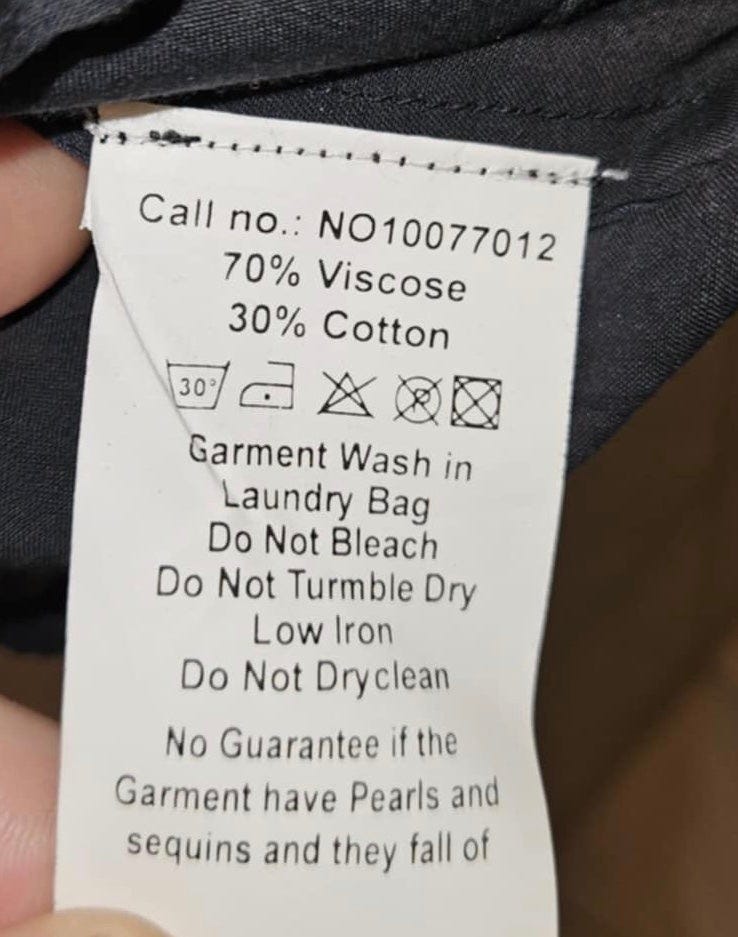 Call no.: NO10077012
70% Viscose
30% Cotton
30°
Garment Wash in
Laundry Bag
Do Not Bleach
Do Not Turmble Dry
Low Iron
Do Not Dryclean
No Guarantee if the
Garment have Pearls and
sequins and they fall of